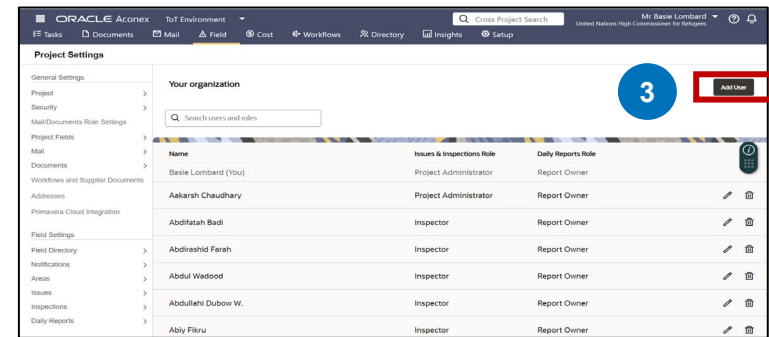 ORACLE Aconex ToT Environment Cross Project Search Mr Basie Lombard
United Nations High Commissioner for Refugees
Tasks Documents Mail Field Cost Workflows Directory Insights Setup
Project Settings
General Settings
Project
Security
Mail/Documents Role Settings
Project Fields
Mail
Documents
Workflows and Supplier Documents
Addresses
Primavera Cloud Integration
Field Settings
Field Directory
Notifications
Areas
Issues
Inspections
Daily Reports
Your organization
3
Add User
Search users and roles
Name Issues & Inspections Role Daily Reports Role
Basie Lombard (You) Project Administrator Report Owner
Aakarsh Chaudhary Project Administrator Report Owner
Abdifatah Badi Inspector Report Owner
Abdirashid Farah Inspector Report Owner
Abdul Wadood Inspector Report Owner
Abdullahi Dubow W. Inspector Report Owner
Abiy Fikru Inspector Report Owner